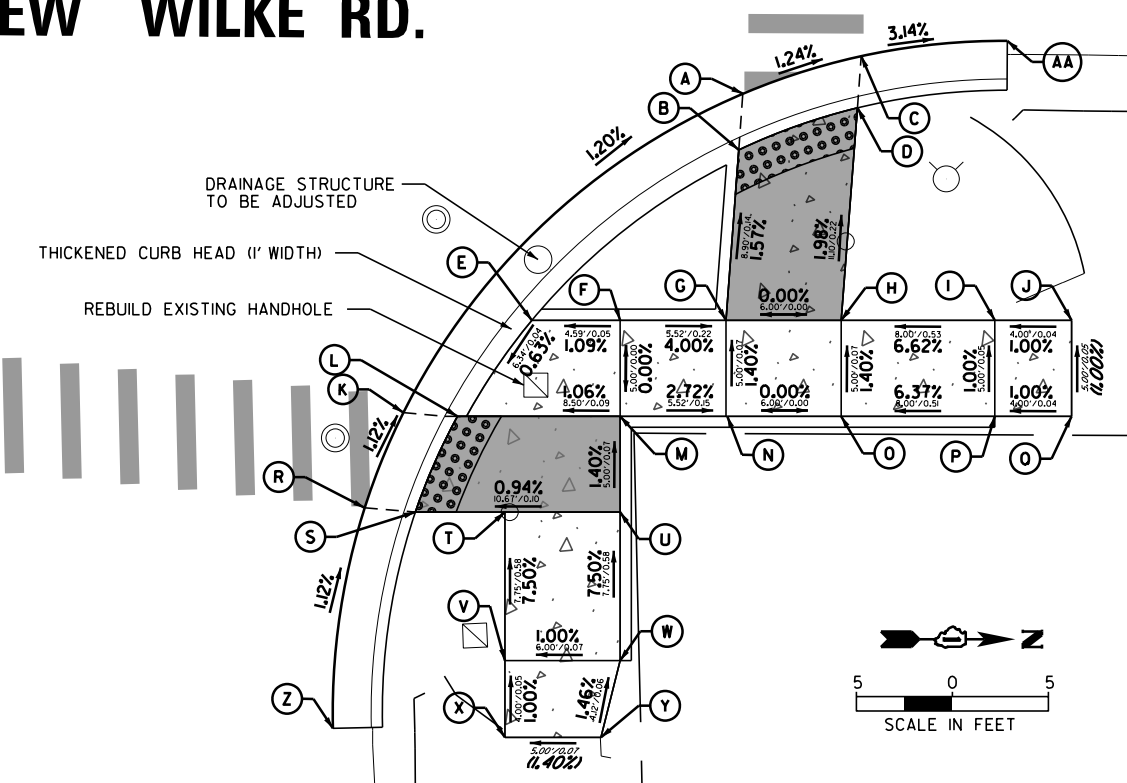 EW WILKE RD.
3.14%
1.24%
AA
A
B
C
D
1.20%
DRAINAGE STRUCTURE
TO BE ADJUSTED
THICKENED CURB HEAD (1' WIDTH)
REBUILD EXISTING HANDHOLE
E
F
G
H
I
J
8.90'/0.14
1.57%
1.98%
11.10/0.22
0.00%
6.00'/0.00
6.34'/0.04
0.63%
4.59'/0.05
1.09%
5.00'/0.00
0.00%
5.52'/0.22
4.00%
5.00'/0.07
1.40%
5.00'/0.07
1.40%
8.00'/0.53
6.62%
1.00%
5.00'/0.05
4.00'/0.04
1.00%
5.00'/0.05
(1.00%)
1.06%
8.50'/0.09
2.72%
5.52'/0.15
0.00%
6.00'/0.00
6.37%
8.00'/0.51
1.00%
4.00'/0.04
L
K
1.12%
R
S
M
N
O
P
Q
0.94%
10.67'/0.10
1.40%
5.00'/0.07
T
U
1.12%
7.75'/0.58
7.50%
7.50%
7.75'/0.58
V
W
1.00%
6.00'/0.07
Z
X
Y
4.00'/0.05
1.00%
1.46%
4.12'/0.06
5.00'/0.07
(1.40%)
N
5 0 5
SCALE IN FEET